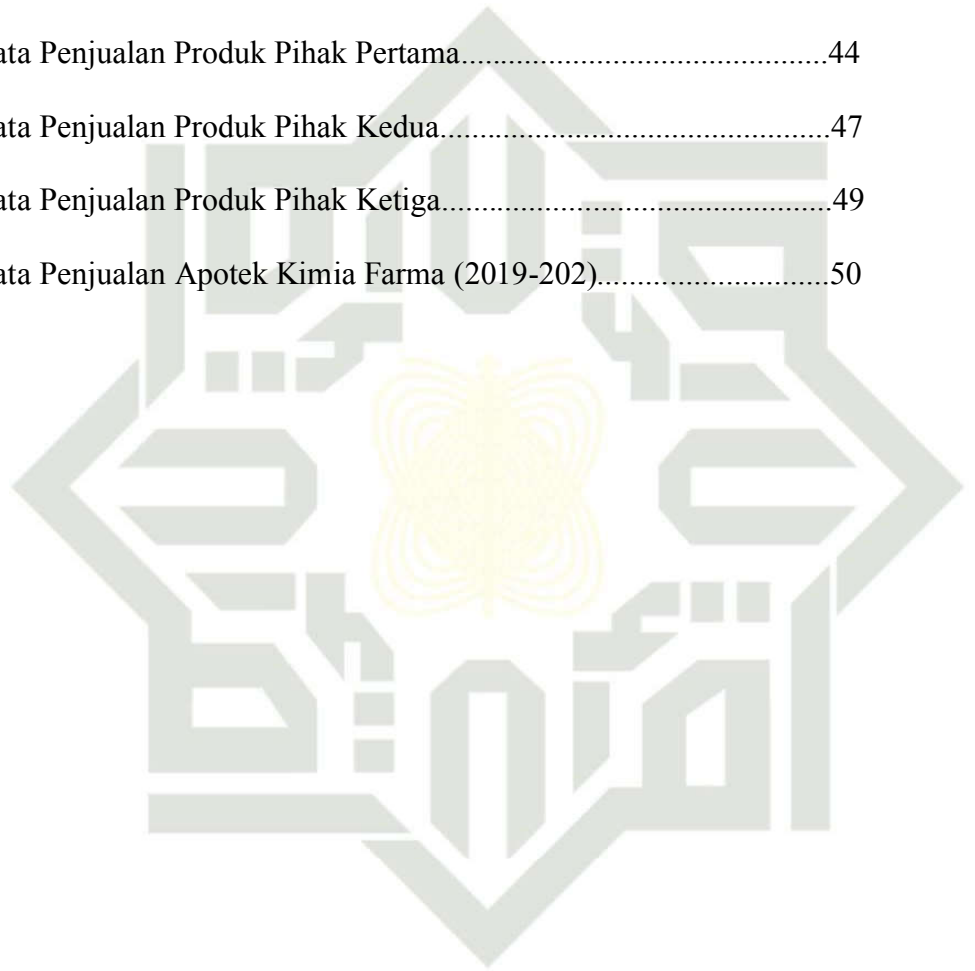 ata Penjualan Produk Pihak Pertama..............................................44
ata Penjualan Produk Pihak Kedua.................................................47
ata Penjualan Produk Pihak Ketiga.................................................49
ata Penjualan Apotek Kimia Farma (2019-202).............................50